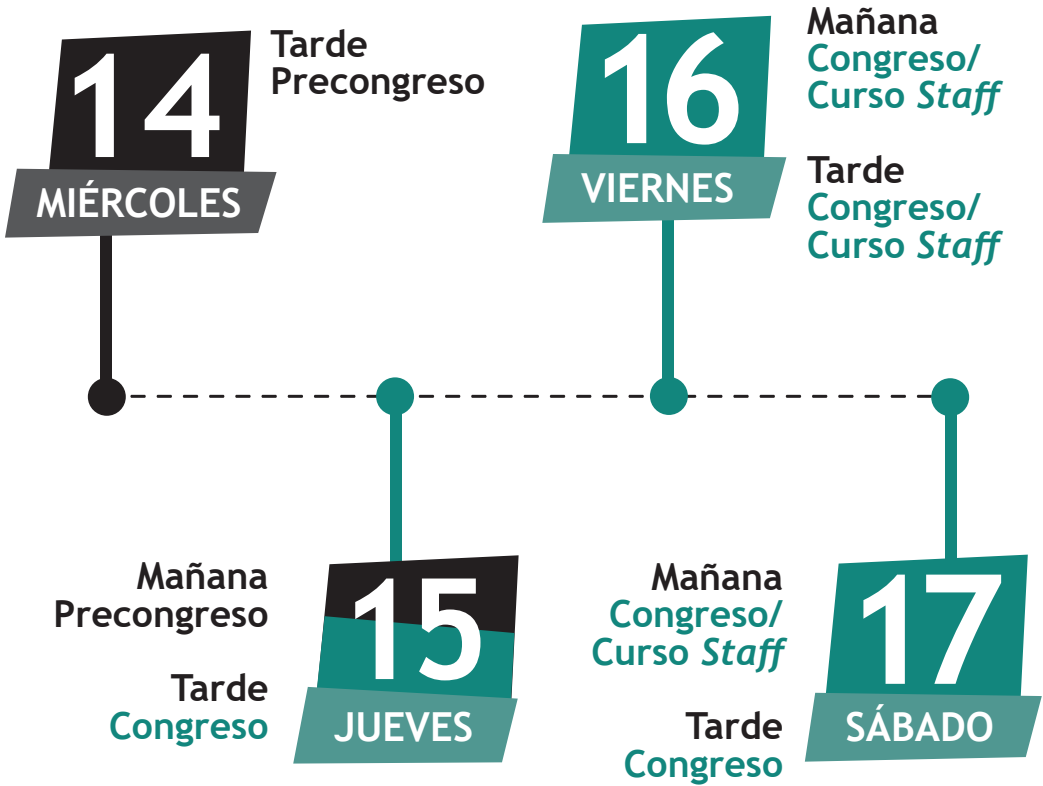 14
MIÉRCOLES
Tarde
Precongreso
16
VIERNES
Mañana
Congreso/
Curso Staff
Tarde
Congreso/
Curso Staff
Mañana
Precongreso
Tarde
Congreso
15
JUEVES
Mañana
Congreso/
Curso Staff
Tarde
Congreso
17
SÁBADO